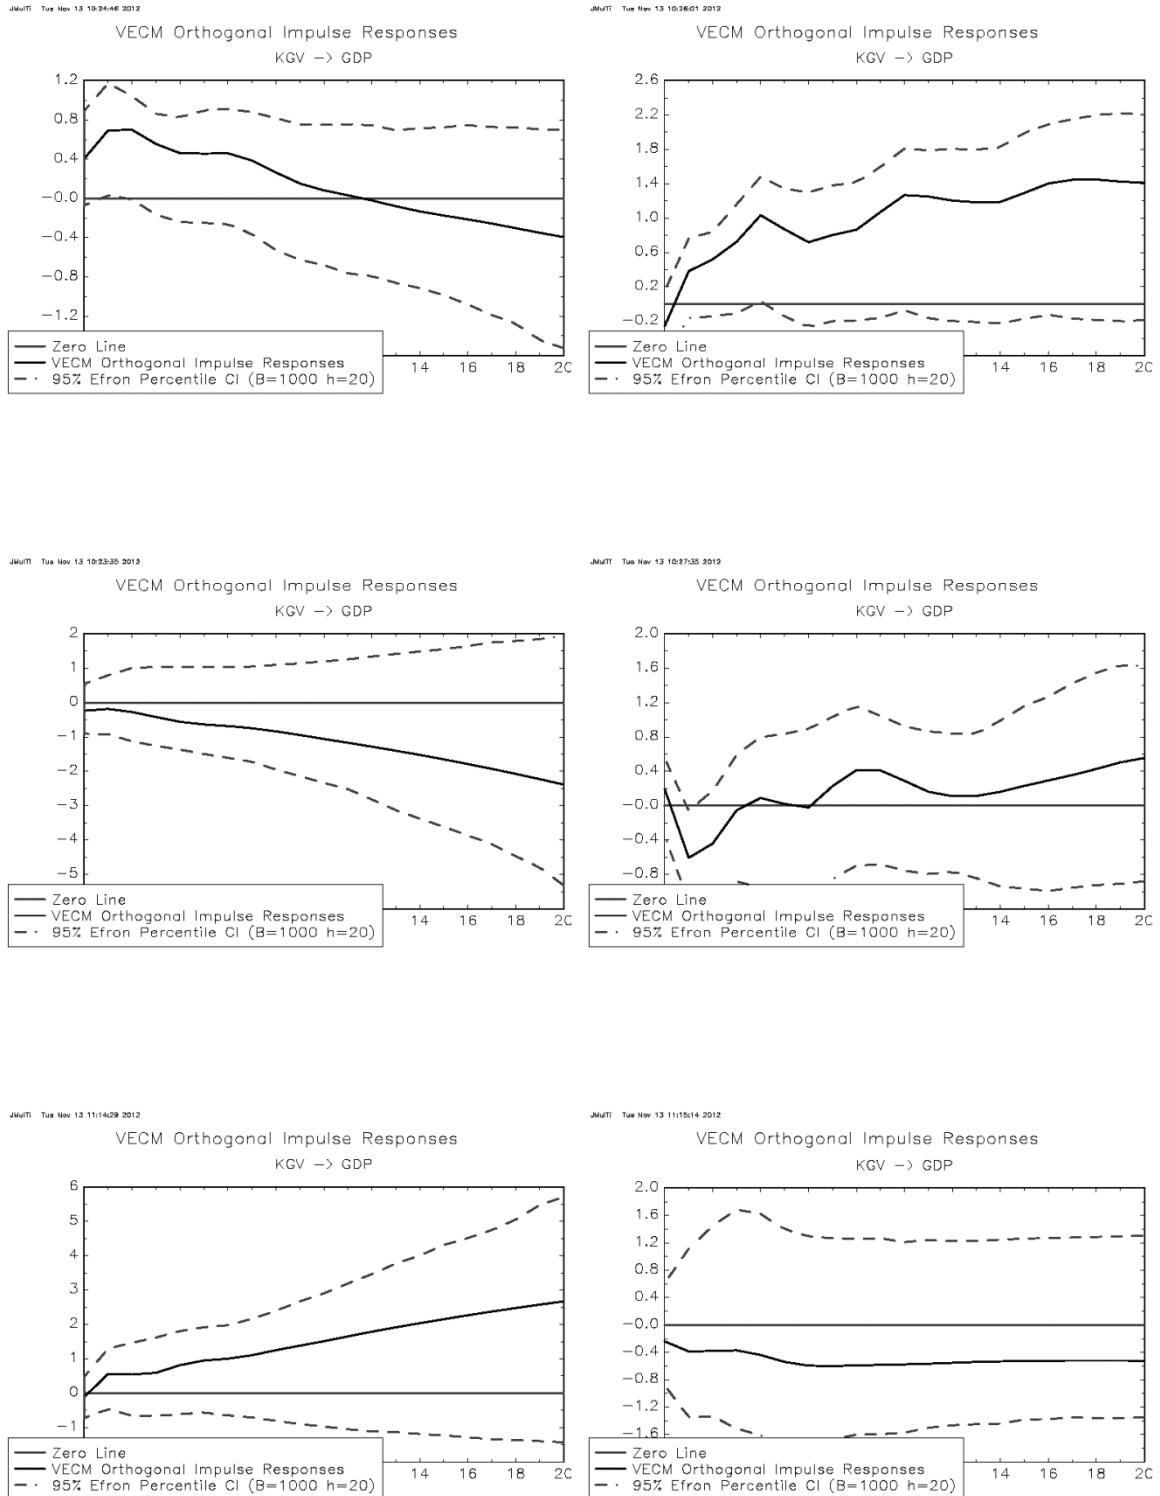 JMulTi Tue Nov 13 10:24:46 2012
VECM Orthogonal Impulse Responses
KGV -> GDP
1.2
0.8
0.4
-0.0
-0.4
-0.8
-1.2
14 16 18 20
Zero Line
VECM Orthogonal Impulse Responses
95% Efron Percentile CI (B=1000 h=20)
JMulTi Tue Nov 13 10:26:01 2012
VECM Orthogonal Impulse Responses
KGV -> GDP
2.6
2.2
1.8
1.4
1.0
0.6
0.2
-0.2
14 16 18 20
Zero Line
VECM Orthogonal Impulse Responses
95% Efron Percentile CI (B=1000 h=20)
JMulTi Tue Nov 13 10:23:35 2012
VECM Orthogonal Impulse Responses
KGV -> GDP
2
1
0
-1
-2
-3
-4
-5
14 16 18 20
Zero Line
VECM Orthogonal Impulse Responses
95% Efron Percentile CI (B=1000 h=20)
JMulTi Tue Nov 13 10:27:35 2012
VECM Orthogonal Impulse Responses
KGV -> GDP
2.0
1.6
1.2
0.8
0.4
-0.0
-0.4
-0.8
14 16 18 20
Zero Line
VECM Orthogonal Impulse Responses
95% Efron Percentile CI (B=1000 h=20)
JMulTi Tue Nov 13 11:14:29 2012
VECM Orthogonal Impulse Responses
KGV -> GDP
6
5
4
3
2
1
0
-1
14 16 18 20
Zero Line
VECM Orthogonal Impulse Responses
95% Efron Percentile CI (B=1000 h=20)
JMulTi Tue Nov 13 11:15:14 2012
VECM Orthogonal Impulse Responses
KGV -> GDP
2.0
1.6
1.2
0.8
0.4
-0.0
-0.4
-0.8
-1.2
-1.6
14 16 18 20
Zero Line
VECM Orthogonal Impulse Responses
95% Efron Percentile CI (B=1000 h=20)